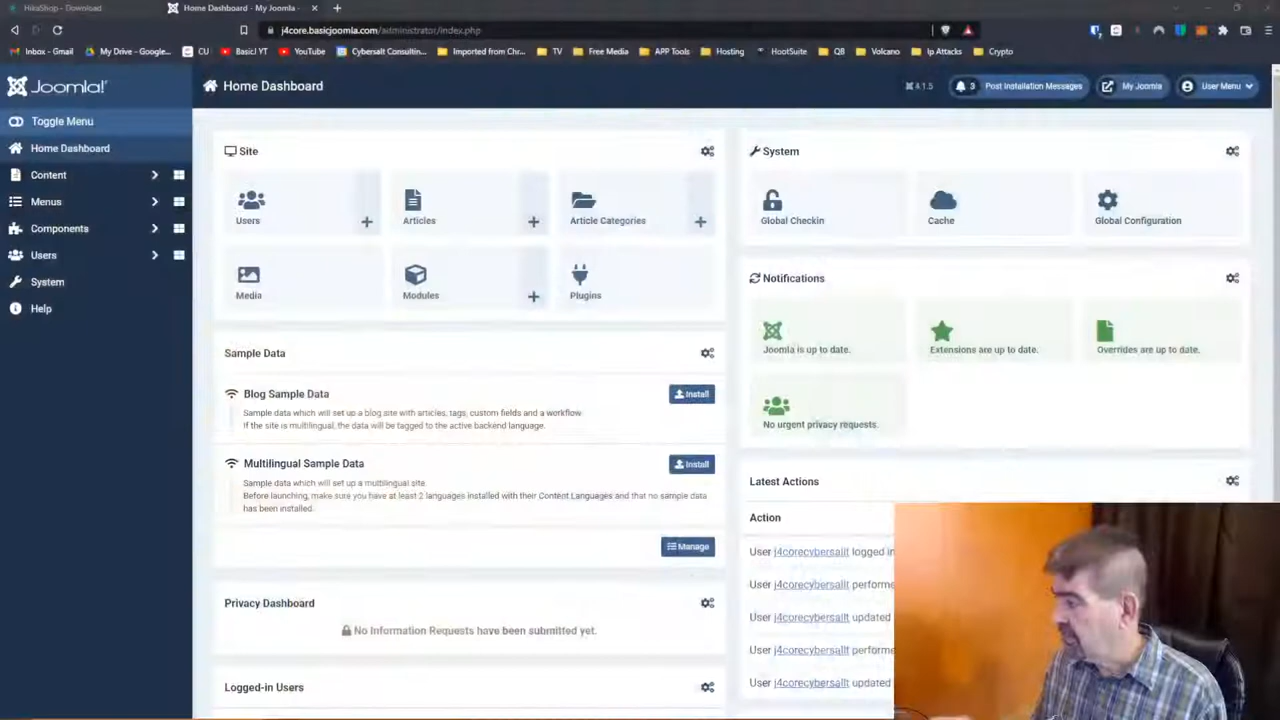 HikaShop - Download
Home Dashboard - My Joomla -
j4core.basicjoomla.com/administrator/index.php
Inbox - Gmail
My Drive - Google...
CU
BasicJ YT
YouTube
Cybersalt Consultin...
Imported from Chr...
TV
Free Media
APP Tools
Hosting
HootSuite
QB
Volcano
Ip Attacks
Crypto
Joomla!
Home Dashboard
4.1.5
3
Post Installation Messages
My Joomla
User Menu
Toggle Menu
Home Dashboard
Content
Menus
Components
Users
System
Help
Site
Users
Articles
Article Categories
Media
Modules
Plugins
Sample Data
Blog Sample Data
Install
Sample data which will set up a blog site with articles, tags, custom fields and a workflow.
If the site is multilingual, the data will be tagged to the active backend language.
Multilingual Sample Data
Install
Sample data which will set up a multilingual site.
Before launching, make sure you have at least 2 languages installed with their Content Languages and that no sample data
has been installed.
Manage
Privacy Dashboard
No Information Requests have been submitted yet.
Logged-in Users
System
Global Checkin
Cache
Global Configuration
Notifications
Joomla is up to date.
Extensions are up to date.
Overrides are up to date.
No urgent privacy requests.
Latest Actions
Action
User j4corecybersallt logged in
User j4corecybersallt performe
User j4corecybersallt updated
User j4corecybersallt performe
User j4corecybersallt updated